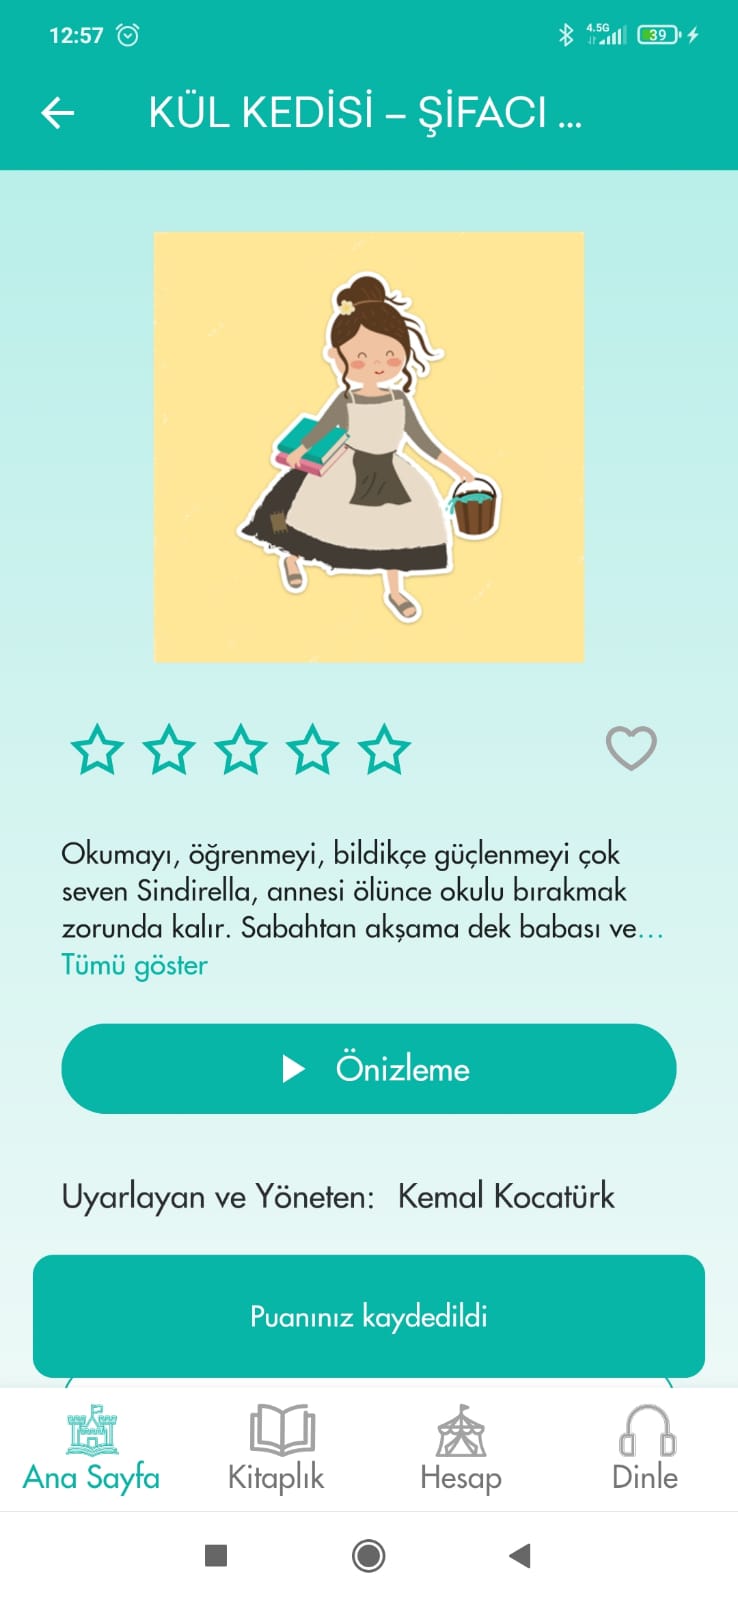 12:57
4.5G
39
KÜL KEDİSİ – ŞİFACI ...
Okumayı, öğrenmeyi, bildikçe güçlenmeyi çok
seven Sindirella, annesi ölünce okulu bırakmak
zorunda kalır. Sabahtan akşama dek babası ve...
Tümü göster
Önizleme
Uyarlayan ve Yöneten: Kemal Kocatürk
Puanınız kaydedildi
Ana Sayfa Kitaplık Hesap Dinle